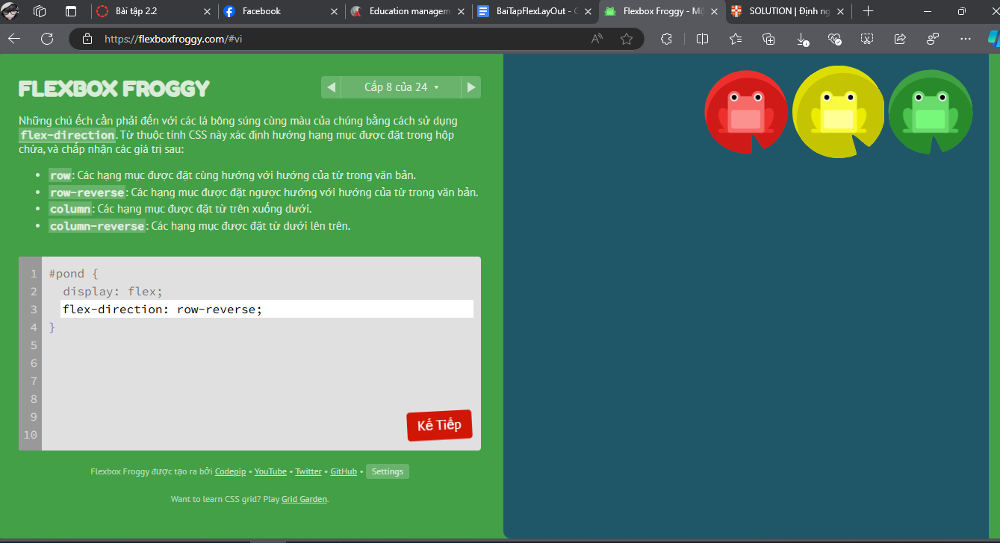 Bài tập 2.2
Facebook
Education managem
BaiTapFlexLayOut - G
Flexbox Froggy - Mộ
SOLUTION | Định ng
https://flexboxfroggy.com/#vi
FLEXBOX FROGGY
Cấp 8 của 24
Những chú ếch cần phải đến với các lá bông súng cùng màu của chúng bằng cách sử dụng
flex-direction. Từ thuộc tính CSS này xác định hướng hạng mục được đặt trong hộp
chứa, và chấp nhận các giá trị sau:
• row: Các hạng mục được đặt cùng hướng với hướng của từ trong văn bản.
• row-reverse: Các hạng mục được đặt ngược hướng với hướng của từ trong văn bản.
• column: Các hạng mục được đặt từ trên xuống dưới.
• column-reverse: Các hạng mục được đặt từ dưới lên trên.
1 #pond {
2 display: flex;
3 flex-direction: row-reverse;
4 }
5
6
7
8
9
10
Kế Tiếp
Flexbox Froggy được tạo ra bởi Codepip • YouTube • Twitter • GitHub • Settings
Want to learn CSS grid? Play Grid Garden.